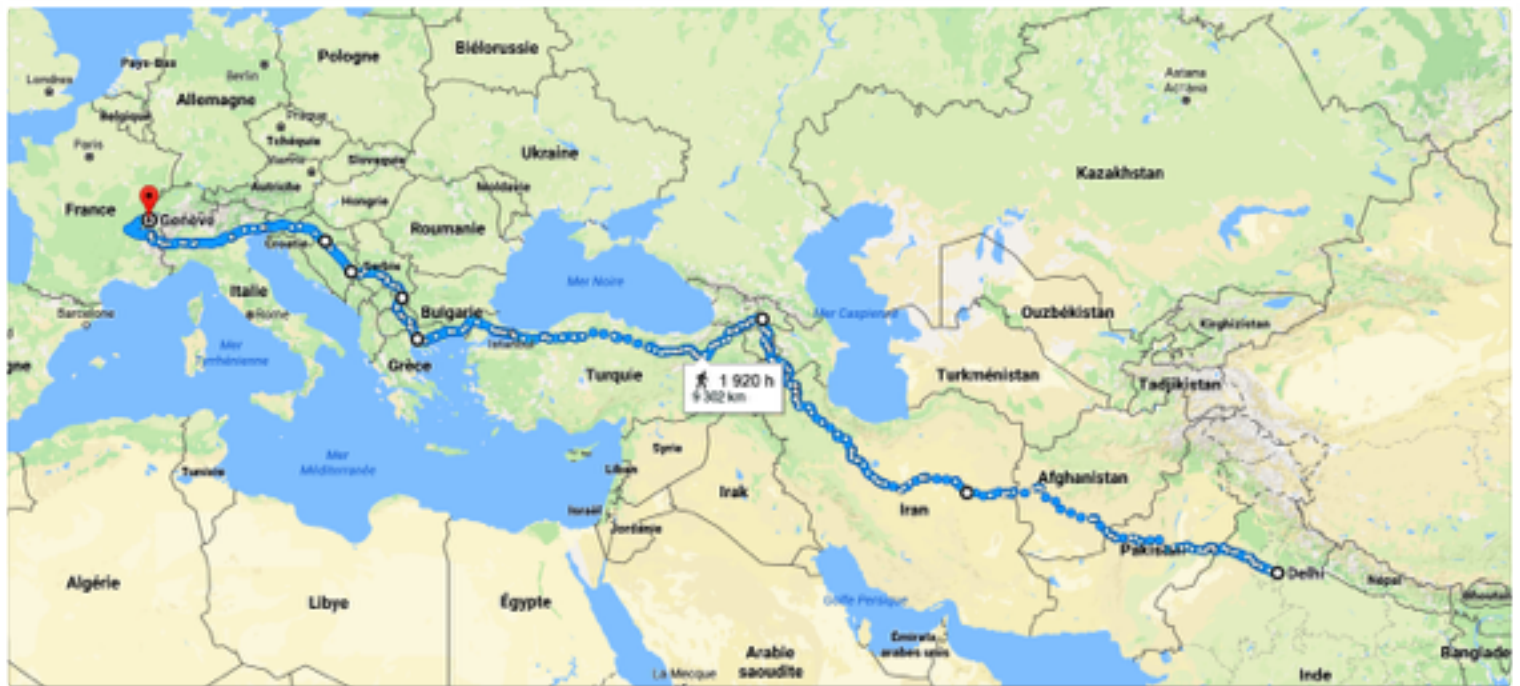 Biélorussie
Pologne
Pays-Bas
Londres
Berlin
Allemagne
Astana
Belgique
Prague
Tchéquie
Paris
Ukraine
Slovaquie
Kazakhstan
Autriche
Moldavie
Hongrie
France
Genève
Roumanie
Croatie
Serbie
Mer Noire
Italie
Barcelone
Rome
Bulgarie
Mer Caspienne
Ouzbékistan
Kirghizistan
Istanbul
Mer
Tyrrhénienne
Grèce
gne
Turquie
1 920 h
9 302 km
Turkménistan
Tadjikistan
Mer
Méditerranée
Tunisie
Syrie
Liban
Irak
Afghanistan
Israël
Iran
Jordanie
Pakistan
Algérie
Libye
Égypte
Delhi
Népal
Bhoutan
Golfe Persique
Émirats
arabes unis
Arabie
saoudite
La Mecque
Inde
Banglade